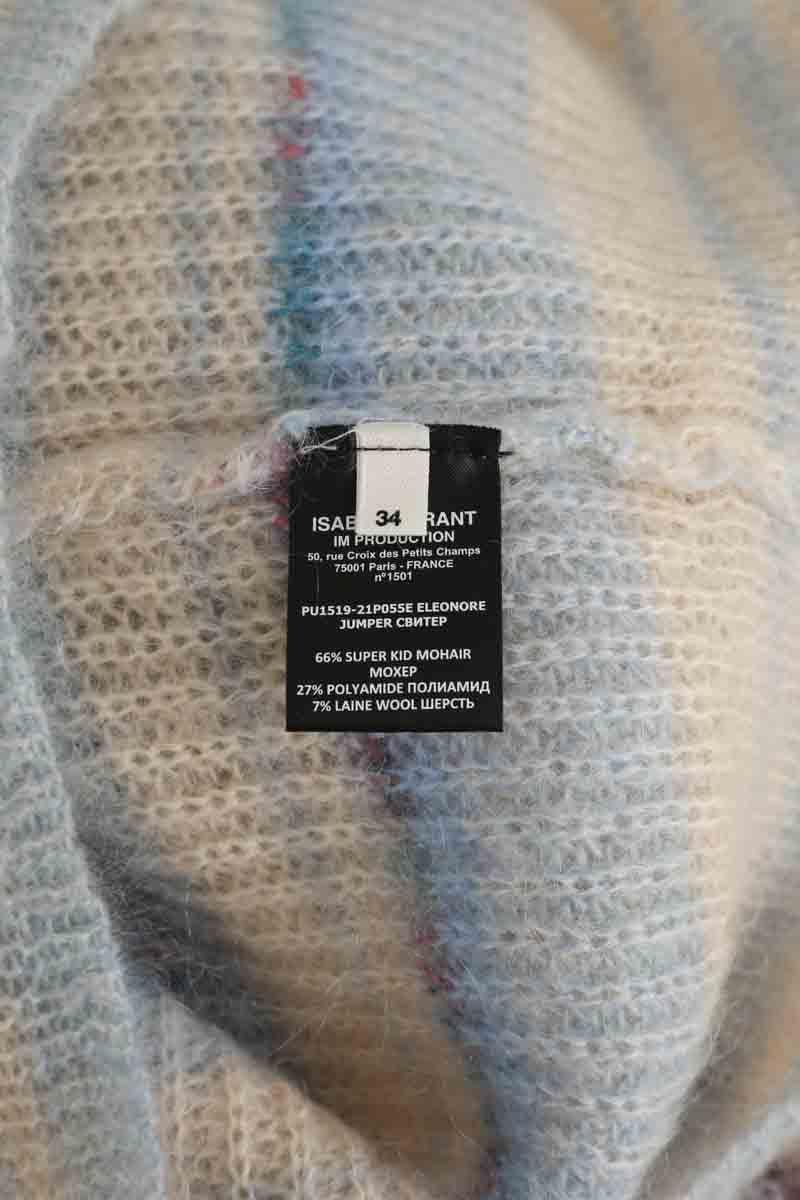 34
ISAB RANT
IM PRODUCTION
50, rue Croix des Petits Champs
75001 Paris - FRANCE
n°1501
PU1519-21P055E ELEONORE
JUMPER СВИТЕР
66% SUPER KID MOHAIR
МОХЕР
27% POLYAMIDE ПОЛИАМИД
7% LAINE WOOL ШЕРСТЬ